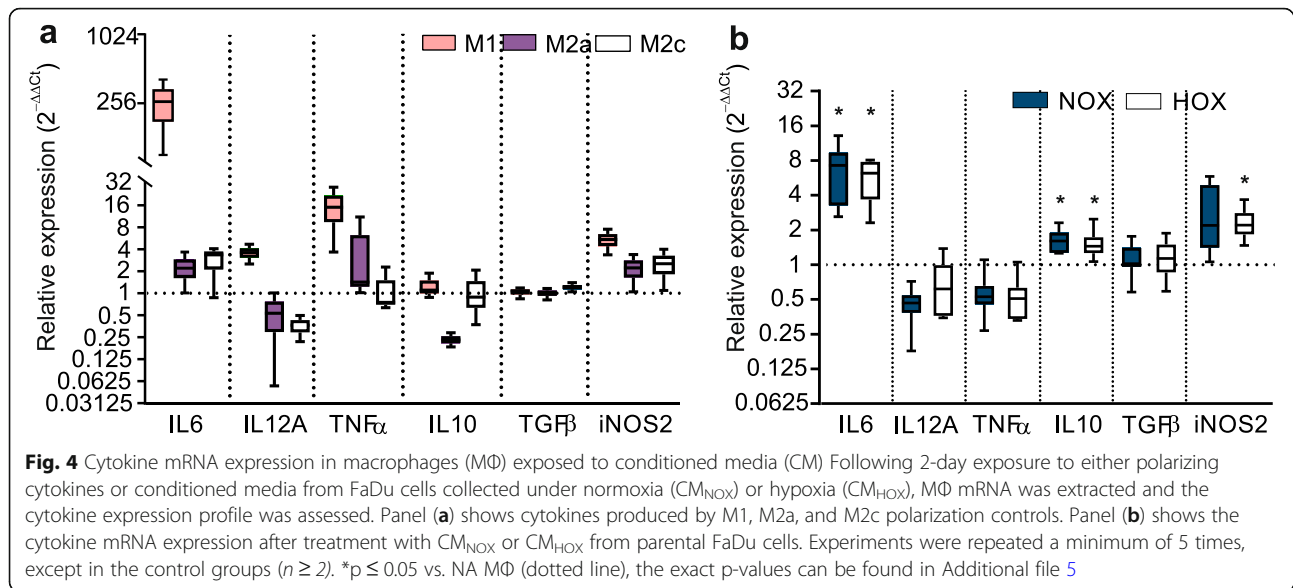 a
1024
256
32
16
8
4
2
1
0.5
0.25
0.125
0.0625
0.03125
Relative expression (2^−ΔΔCt)
M1 M2a M2c
IL6 IL12A TNFα IL10 TGFβ iNOS2
b
32
16
8
4
2
1
0.5
0.25
0.125
0.0625
Relative expression (2^−ΔΔCt)
NOX HOX
* * * * *
IL6 IL12A TNFα IL10 TGFβ iNOS2
Fig. 4 Cytokine mRNA expression in macrophages (MΦ) exposed to conditioned media (CM) Following 2-day exposure to either polarizing
cytokines or conditioned media from FaDu cells collected under normoxia (CM_NOX) or hypoxia (CM_HOX), MΦ mRNA was extracted and the
cytokine expression profile was assessed. Panel (a) shows cytokines produced by M1, M2a, and M2c polarization controls. Panel (b) shows the
cytokine mRNA expression after treatment with CM_NOX or CM_HOX from parental FaDu cells. Experiments were repeated a minimum of 5 times,
except in the control groups (n ≥ 2). *p ≤ 0.05 vs. NA MΦ (dotted line), the exact p-values can be found in Additional file 5